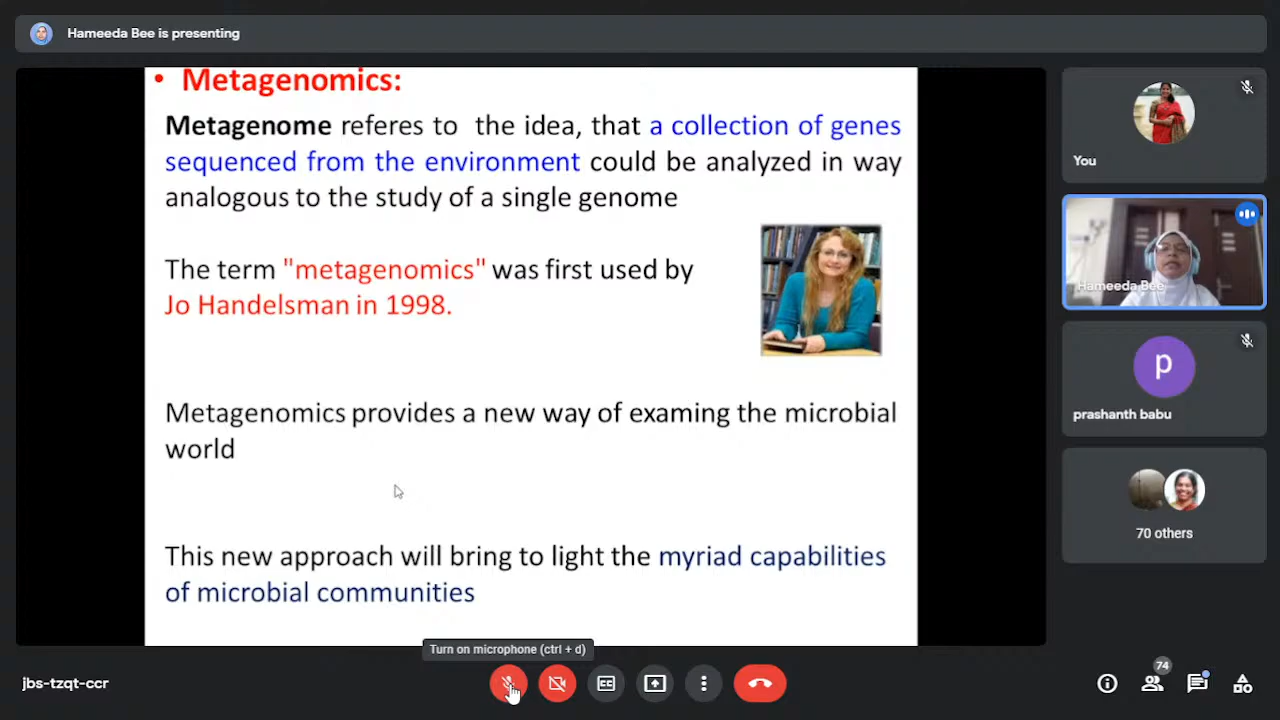 Hameeda Bee is presenting
• Metagenomics:
Metagenome referes to the idea, that a collection of genes
sequenced from the environment could be analyzed in way
analogous to the study of a single genome
The term "metagenomics" was first used by
Jo Handelsman in 1998.
Metagenomics provides a new way of examing the microbial
world
This new approach will bring to light the myriad capabilities
of microbial communities
You
Hameeda Bee
p
prashanth babu
70 others
Turn on microphone (ctrl + d)
jbs-tzqt-ccr
CC
74